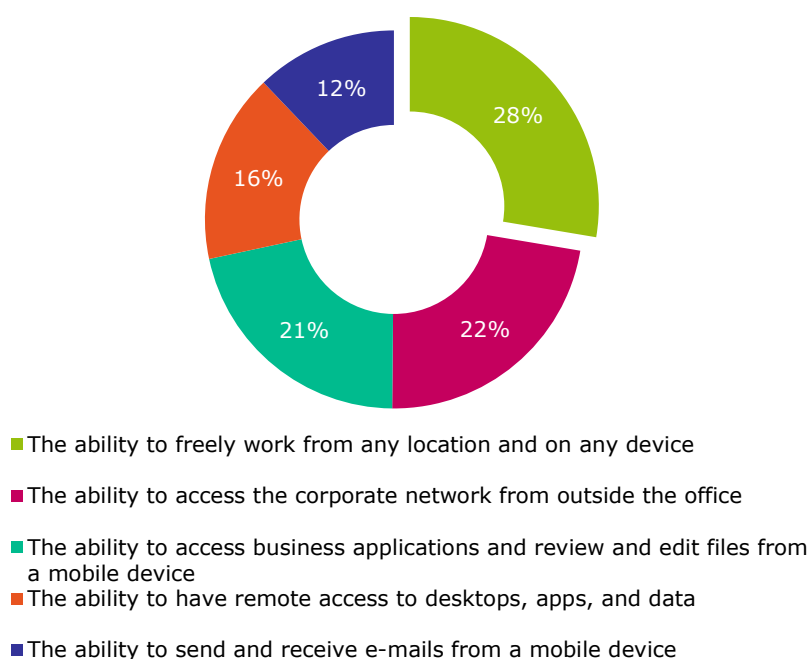 12%
28%
16%
21%
22%
The ability to freely work from any location and on any device
The ability to access the corporate network from outside the office
The ability to access business applications and review and edit files from
a mobile device
The ability to have remote access to desktops, apps, and data
The ability to send and receive e-mails from a mobile device